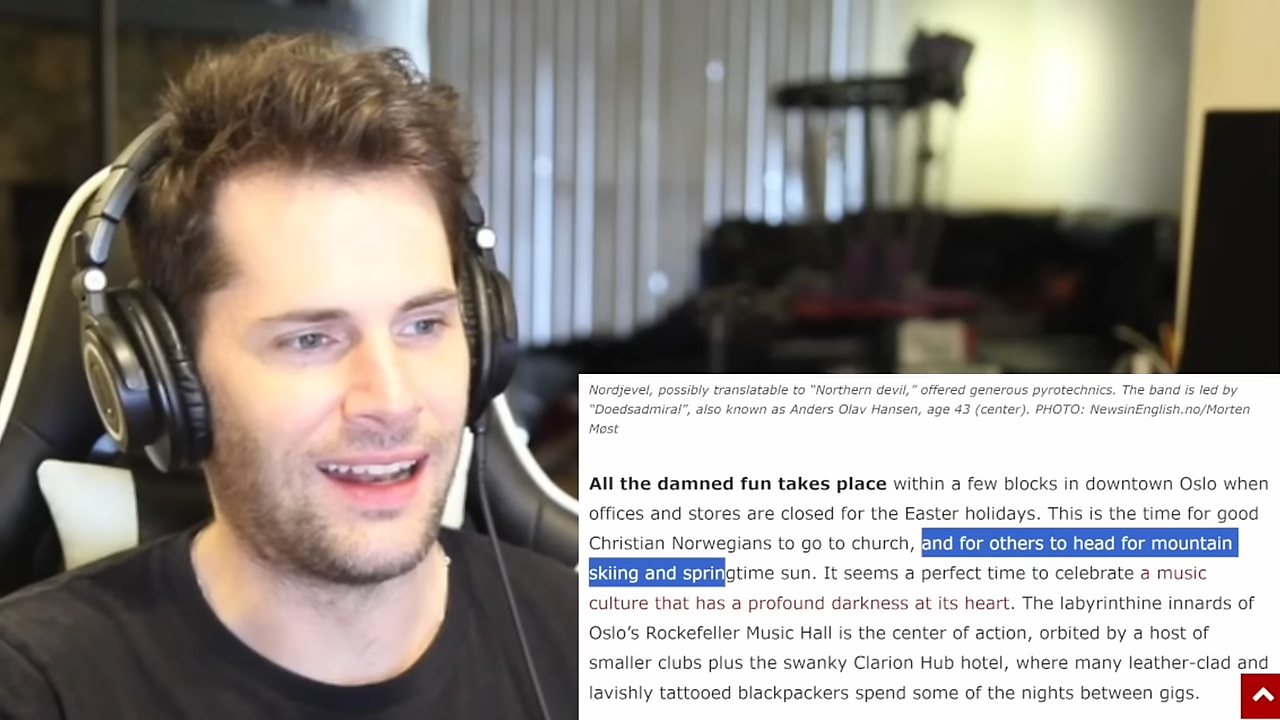 Nordjevel, possibly translatable to “Northern devil,” offered generous pyrotechnics. The band is led by
“Doedsadmiral”, also known as Anders Olav Hansen, age 43 (center). PHOTO: NewsinEnglish.no/Morten
Møst
All the damned fun takes place within a few blocks in downtown Oslo when
offices and stores are closed for the Easter holidays. This is the time for good
Christian Norwegians to go to church, and for others to head for mountain
skiing and springtime sun. It seems a perfect time to celebrate a music
culture that has a profound darkness at its heart. The labyrinthine innards of
Oslo’s Rockefeller Music Hall is the center of action, orbited by a host of
smaller clubs plus the swanky Clarion Hub hotel, where many leather-clad and
lavishly tattooed blackpackers spend some of the nights between gigs.